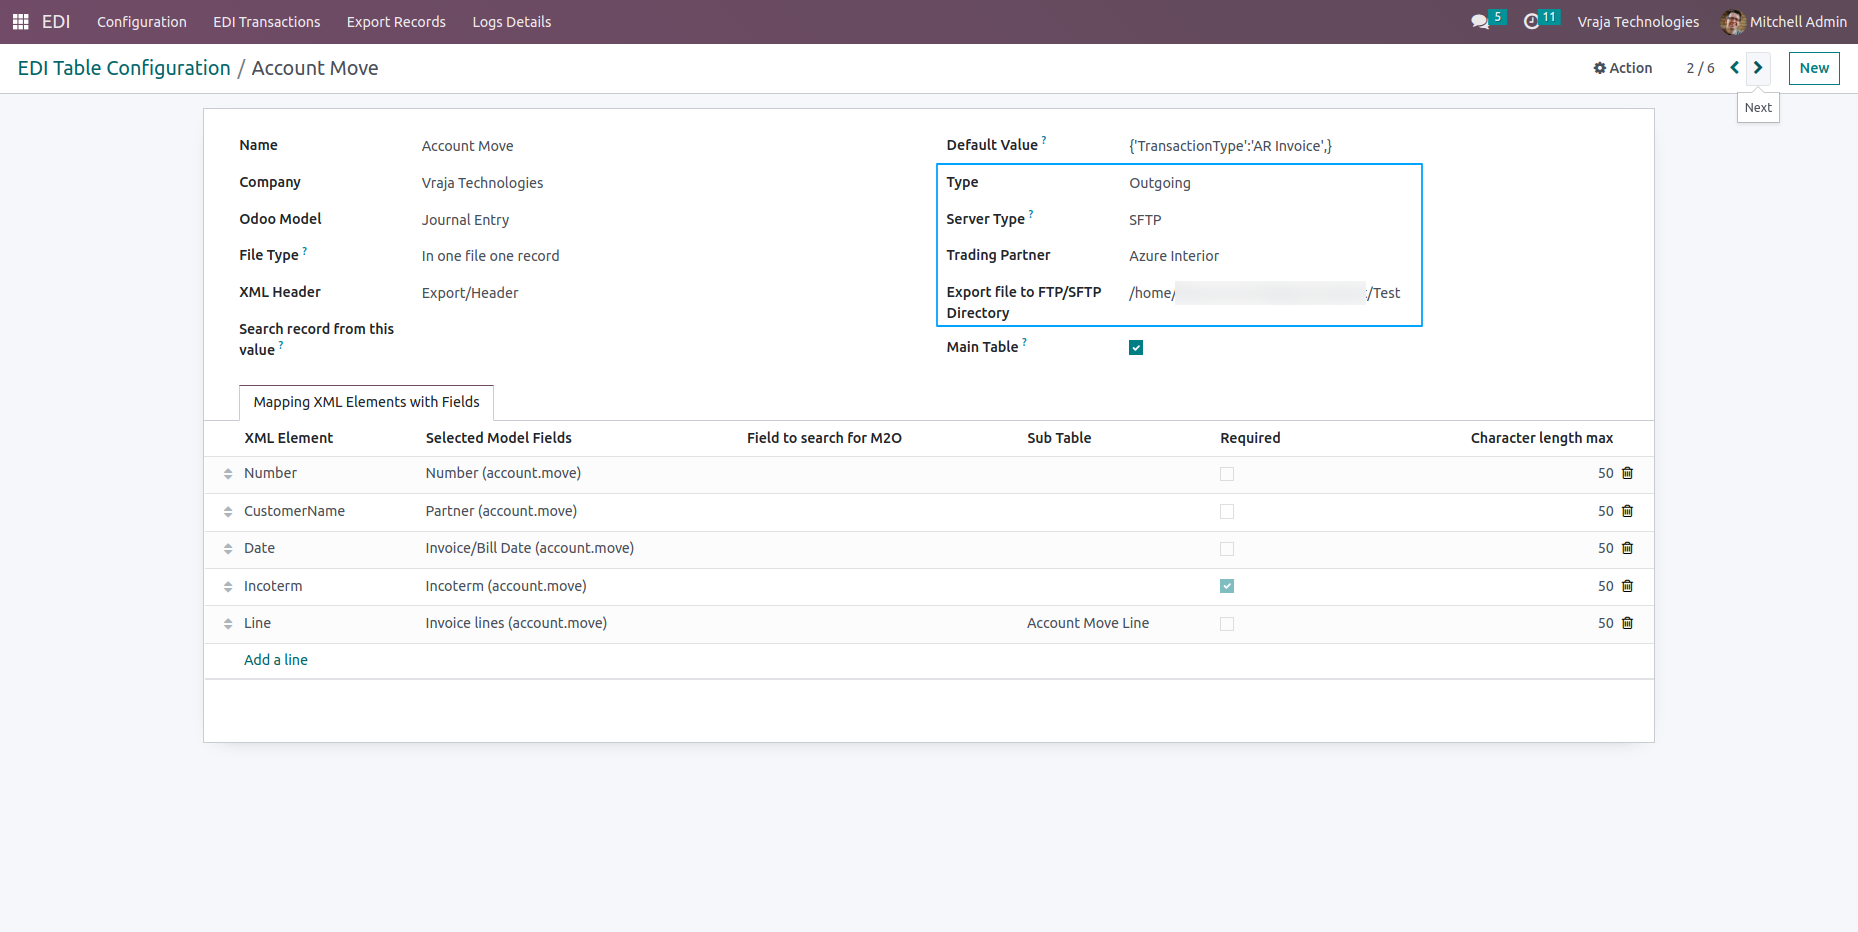 EDI Configuration EDI Transactions Export Records Logs Details 5 11 Vraja Technologies Mitchell Admin
EDI Table Configuration / Account Move Action 2 / 6 New
Next
Name Account Move Default Value ? {'TransactionType':'AR Invoice',}
Company Vraja Technologies Type Outgoing
Odoo Model Journal Entry Server Type ? SFTP
File Type ? In one file one record Trading Partner Azure Interior
XML Header Export/Header Export file to FTP/SFTP /home/ /Test
Directory
Search record from this
value ?
Main Table ?
Mapping XML Elements with Fields
XML Element Selected Model Fields Field to search for M2O Sub Table Required Character length max
Number Number (account.move) 50
CustomerName Partner (account.move) 50
Date Invoice/Bill Date (account.move) 50
Incoterm Incoterm (account.move) 50
Line Invoice lines (account.move) Account Move Line 50
Add a line